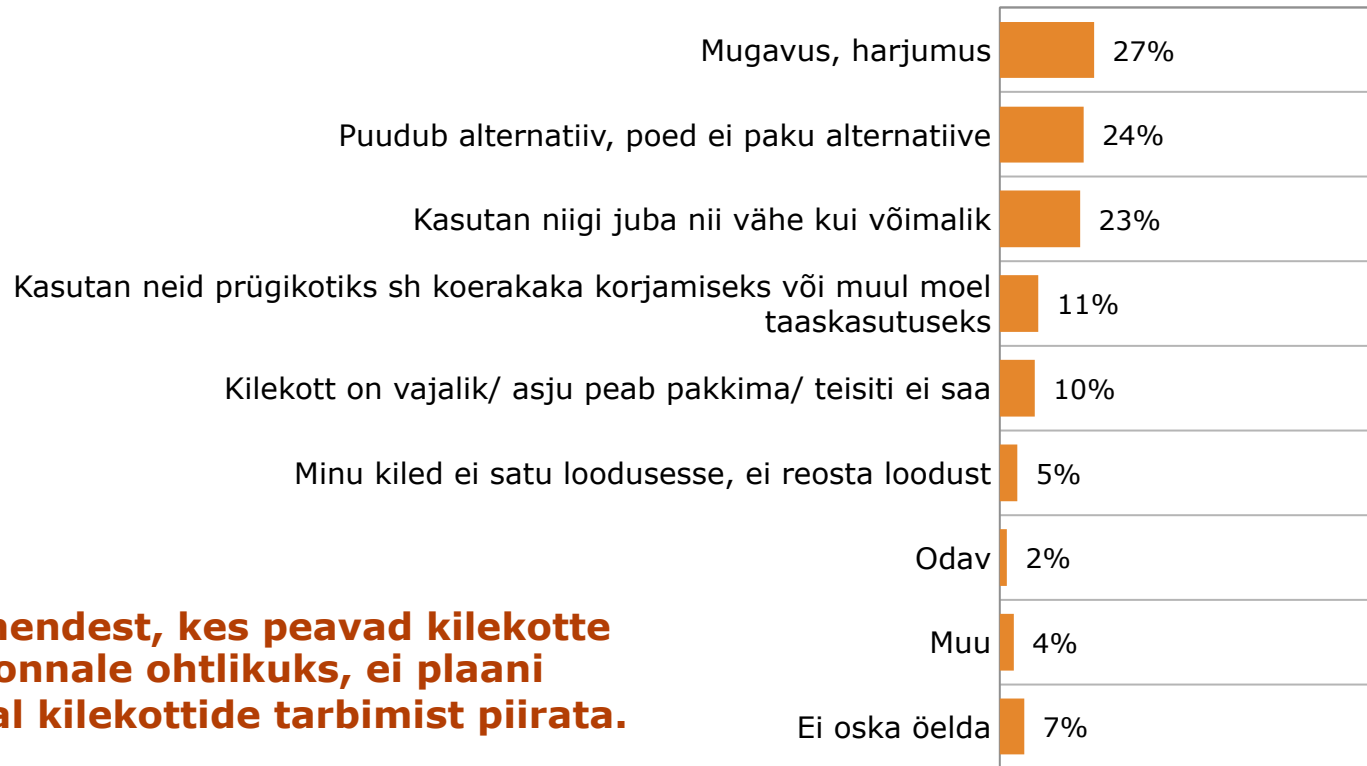 Mugavus, harjumus 27%
Puudub alternatiiv, poed ei paku alternatiive 24%
Kasutan niigi juba nii vähe kui võimalik 23%
Kasutan neid prügikotiks sh koerakaka korjamiseks või muul moel
taaskasutuseks 11%
Kilekott on vajalik/ asju peab pakkima/ teisiti ei saa 10%
Minu kiled ei satu loodusesse, ei reosta loodust 5%
Odav 2%
Muu 4%
Ei oska öelda 7%
kes peavad kilekotte
ohtlikuks, ei plaani
kilekottide tarbimist piirata.